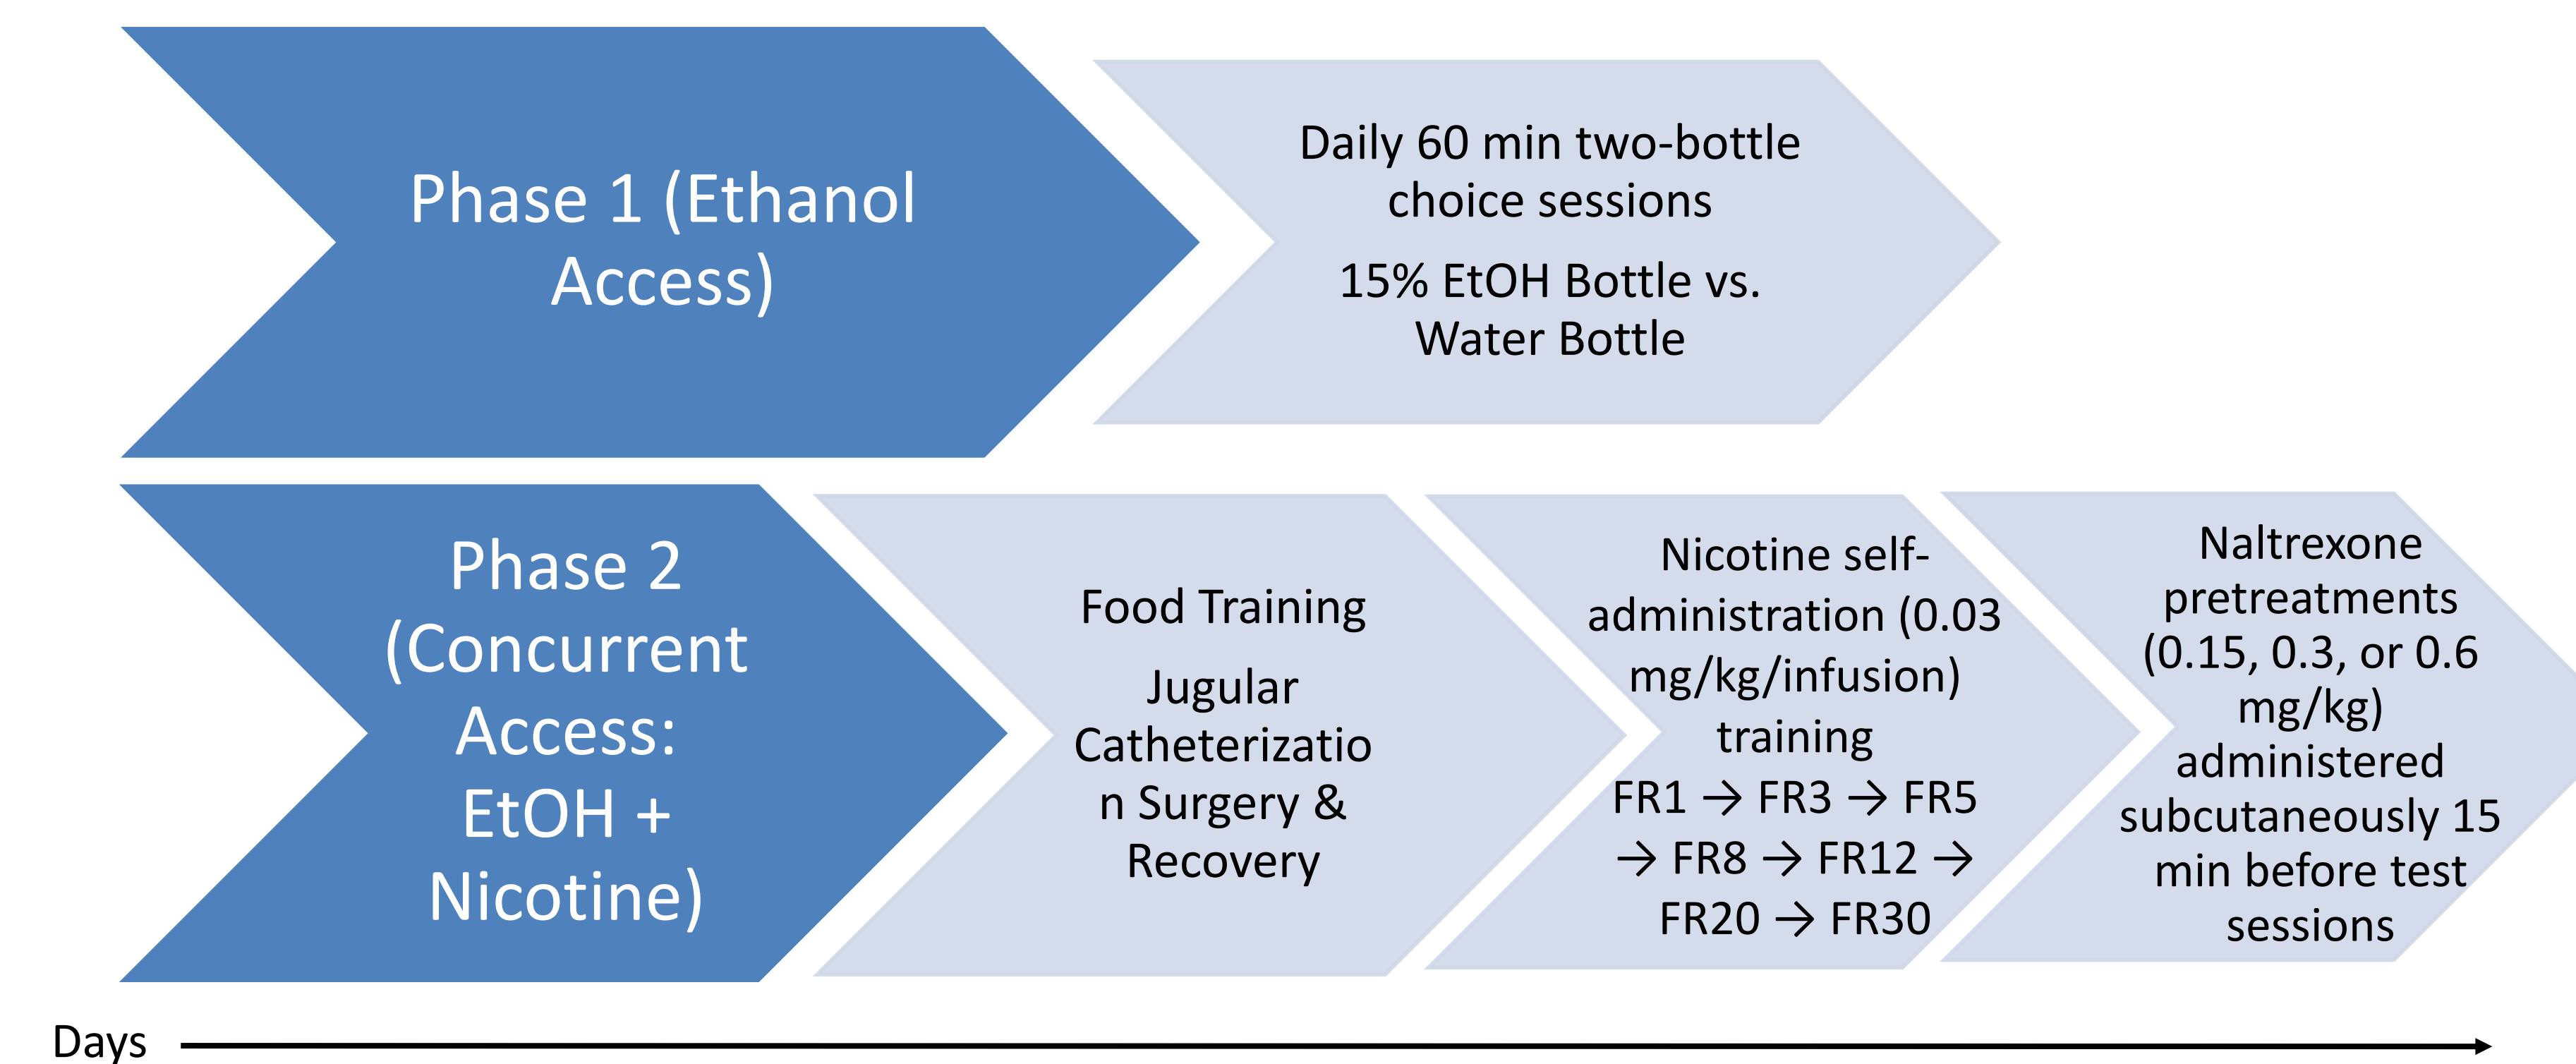 Phase 1 (Ethanol
Access)
Daily 60 min two-bottle
choice sessions
15% EtOH Bottle vs.
Water Bottle
Phase 2
(Concurrent
Access:
EtOH +
Nicotine)
Food Training
Jugular
Catheterizatio
n Surgery &
Recovery
Nicotine self-
administration (0.03
mg/kg/infusion)
training
FR1 → FR3 → FR5
→ FR8 → FR12 →
FR20 → FR30
Naltrexone
pretreatments
(0.15, 0.3, or 0.6
mg/kg)
administered
subcutaneously 15
min before test
sessions
Days